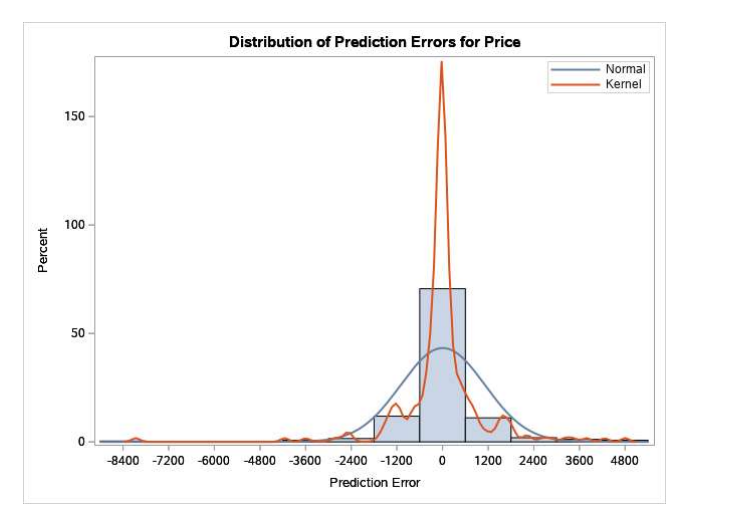 Distribution of Prediction Errors for Price
Normal
Kernel
150
100
50
0
Percent
-8400 -7200 -6000 -4800 -3600 -2400 -1200 0 1200 2400 3600 4800
Prediction Error